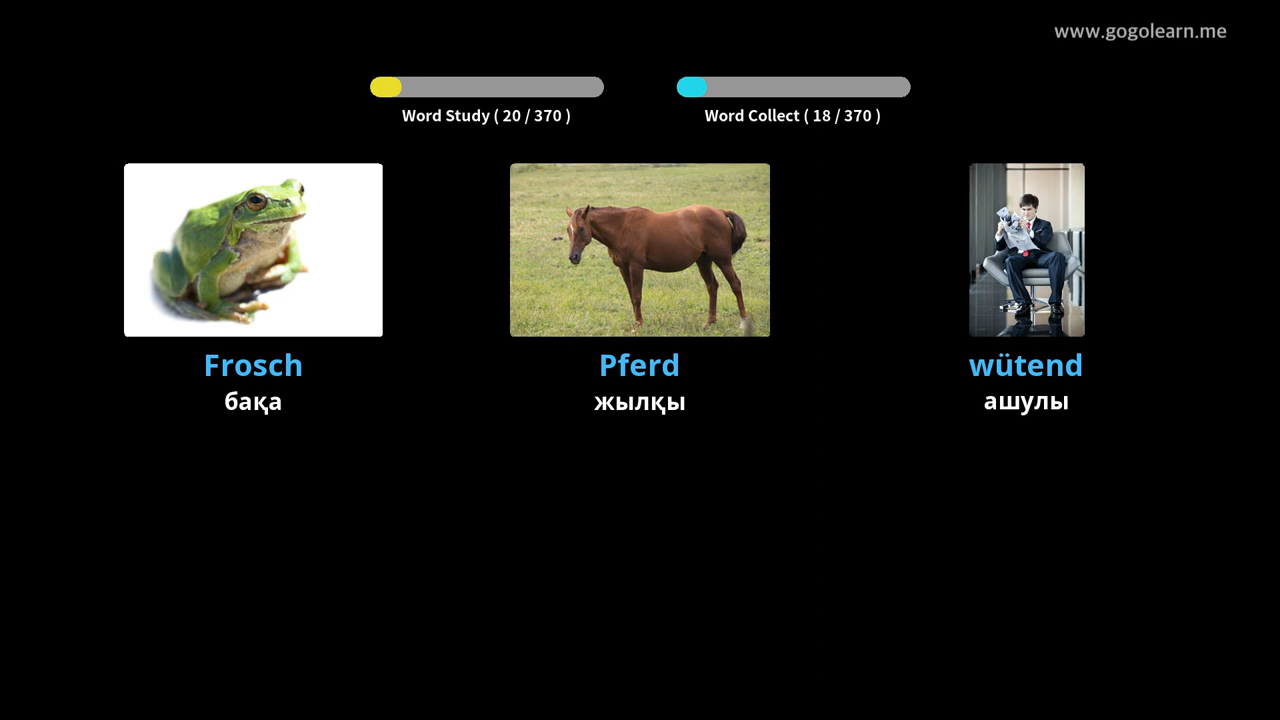 www.gogolearn.me
Word Study ( 20 / 370 )
Word Collect ( 18 / 370 )
Frosch
бақа
Pferd
жылқы
wütend
ашулы